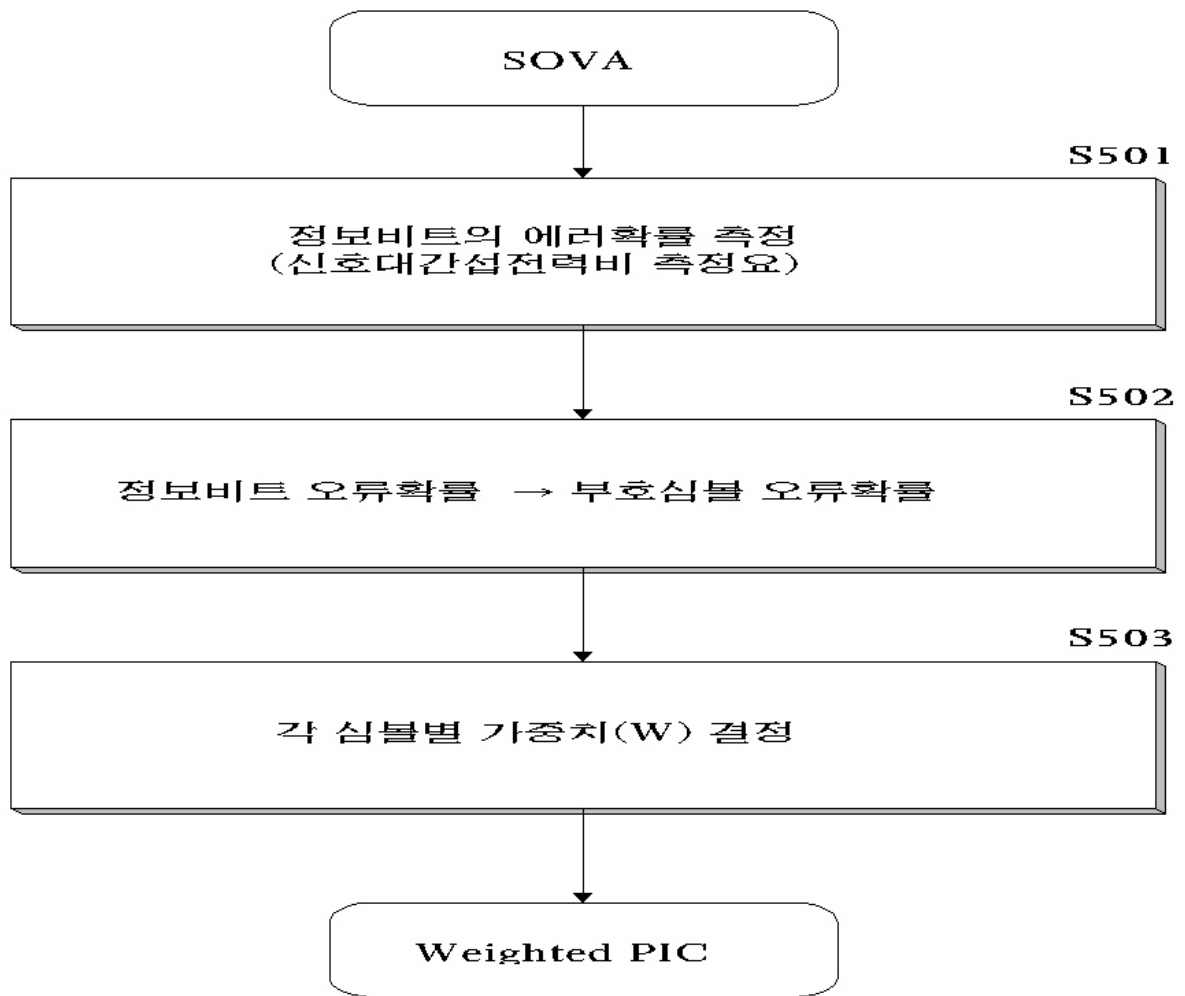 SOVA
S501
정보비트의 에러확률 측정
(신호대간섭전력비 측정요)
S502
정보비트 오류확률 → 부호심볼 오류확률
S503
각 심볼별 가중치(W) 결정
Weighted PIC